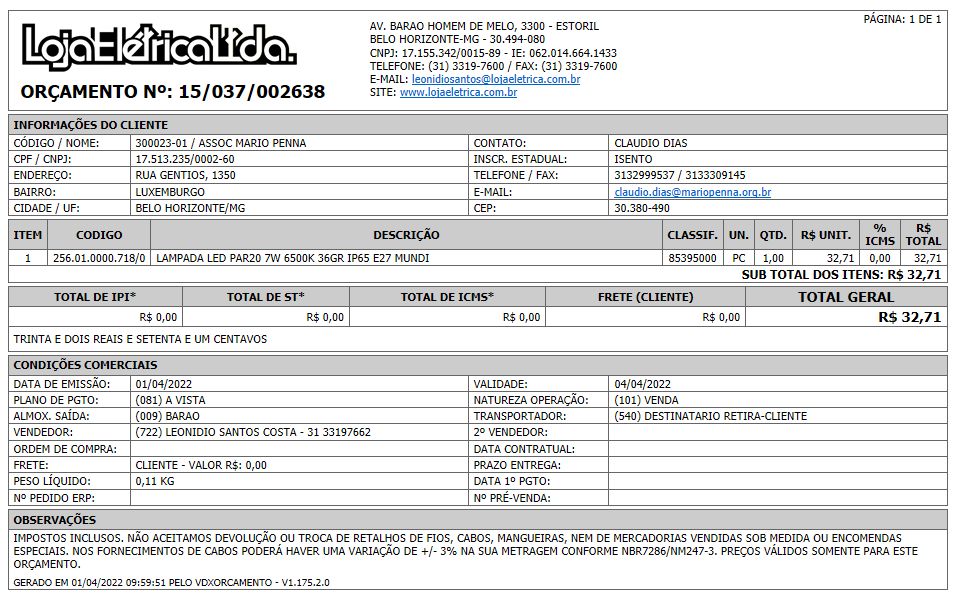 PÁGINA: 1 DE 1
LojaElétricaLtda.
ORÇAMENTO Nº: 15/037/002638
AV. BARAO HOMEM DE MELO, 3300 - ESTORIL
BELO HORIZONTE-MG - 30.494-080
CNPJ: 17.155.342/0015-89 - IE: 062.014.664.1433
TELEFONE: (31) 3319-7600 / FAX: (31) 3319-7600
E-MAIL: leonidiosantos@lojaeletrica.com.br
SITE: www.lojaeletrica.com.br
INFORMAÇÕES DO CLIENTE
CÓDIGO / NOME: 300023-01 / ASSOC MARIO PENNA CONTATO: CLAUDIO DIAS
CPF / CNPJ: 17.513.235/0002-60 INSCR. ESTADUAL: ISENTO
ENDEREÇO: RUA GENTIOS, 1350 TELEFONE / FAX: 3132999537 / 3133309145
BAIRRO: LUXEMBURGO E-MAIL: claudio.dias@mariopenna.org.br
CIDADE / UF: BELO HORIZONTE/MG CEP: 30.380-490
ITEM CODIGO DESCRIÇÃO CLASSIF. UN. QTD. R$ UNIT. % ICMS R$ TOTAL
1 256.01.0000.718/0 LAMPADA LED PAR20 7W 6500K 36GR IP65 E27 MUNDI 85395000 PC 1,00 32,71 0,00 32,71
SUB TOTAL DOS ITENS: R$ 32,71
TOTAL DE IPI* TOTAL DE ST* TOTAL DE ICMS* FRETE (CLIENTE) TOTAL GERAL
R$ 0,00 R$ 0,00 R$ 0,00 R$ 0,00 R$ 32,71
TRINTA E DOIS REAIS E SETENTA E UM CENTAVOS
CONDIÇÕES COMERCIAIS
DATA DE EMISSÃO: 01/04/2022 VALIDADE: 04/04/2022
PLANO DE PGTO: (081) A VISTA NATUREZA OPERAÇÃO: (101) VENDA
ALMOX. SAÍDA: (009) BARAO TRANSPORTADOR: (540) DESTINATARIO RETIRA-CLIENTE
VENDEDOR: (722) LEONIDIO SANTOS COSTA - 31 33197662 2º VENDEDOR:
ORDEM DE COMPRA: DATA CONTRATUAL:
FRETE: CLIENTE - VALOR R$: 0,00 PRAZO ENTREGA:
PESO LÍQUIDO: 0,11 KG DATA 1º PGTO:
Nº PEDIDO ERP: Nº PRÉ-VENDA:
OBSERVAÇÕES
IMPOSTOS INCLUSOS. NÃO ACEITAMOS DEVOLUÇÃO OU TROCA DE RETALHOS DE FIOS, CABOS, MANGUEIRAS, NEM DE MERCADORIAS VENDIDAS SOB MEDIDA OU ENCOMENDAS
ESPECIAIS. NOS FORNECIMENTOS DE CABOS PODERÁ HAVER UMA VARIAÇÃO DE +/- 3% NA SUA METRAGEM CONFORME NBR7286/NM247-3. PREÇOS VÁLIDOS SOMENTE PARA ESTE
ORÇAMENTO.
GERADO EM 01/04/2022 09:59:51 PELO VDXORCAMENTO - V1.175.2.0